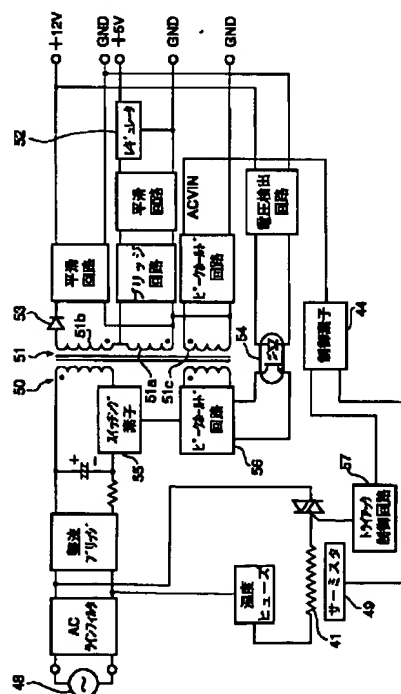 48
AC
ラインフィルタ
整流
ブリッジ
50
51
53
52
+12V
GND
+5V
GND
GND
51b
51a
51c
平滑
回路
平滑
回路
レギュレータ
ブリッジ
回路
ACVIN
ピークホールド
回路
電圧検出
回路
スイッチング
素子
55
ピークホールド
回路
56
54
制御素子
44
温度
ヒューズ
サーミスタ
49
41
トライアック
制御回路
57